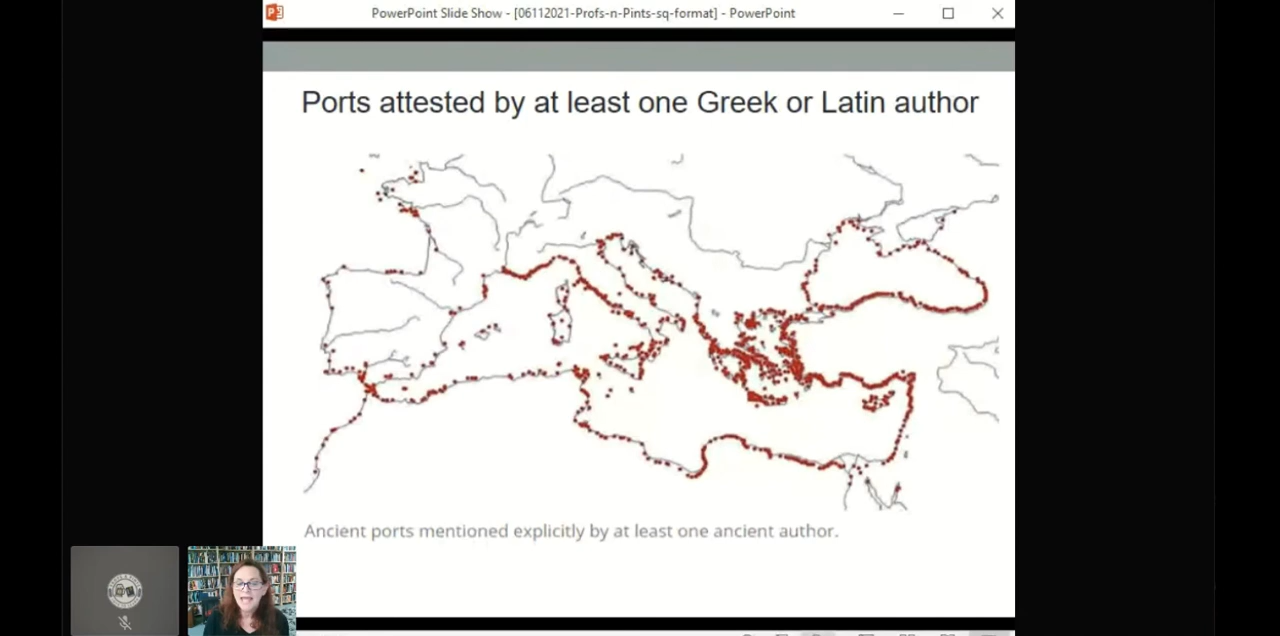 PowerPoint Slide Show - [06112021-Profs-n-Pints-sq-format] - PowerPoint
Ports attested by at least one Greek or Latin author
Ancient ports mentioned explicitly by at least one ancient author.